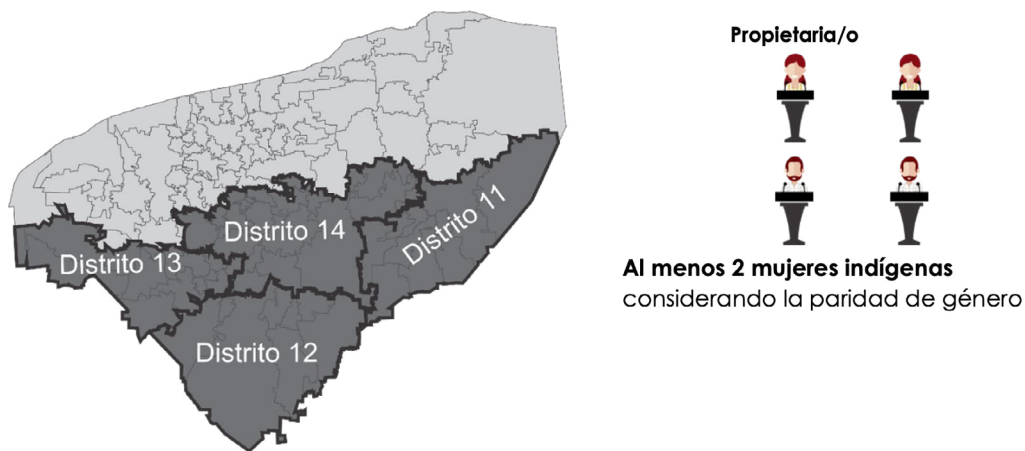 Propietaria/o
Distrito 11
Distrito 14
Distrito 13
Distrito 12
Al menos 2 mujeres indígenas
considerando la paridad de género